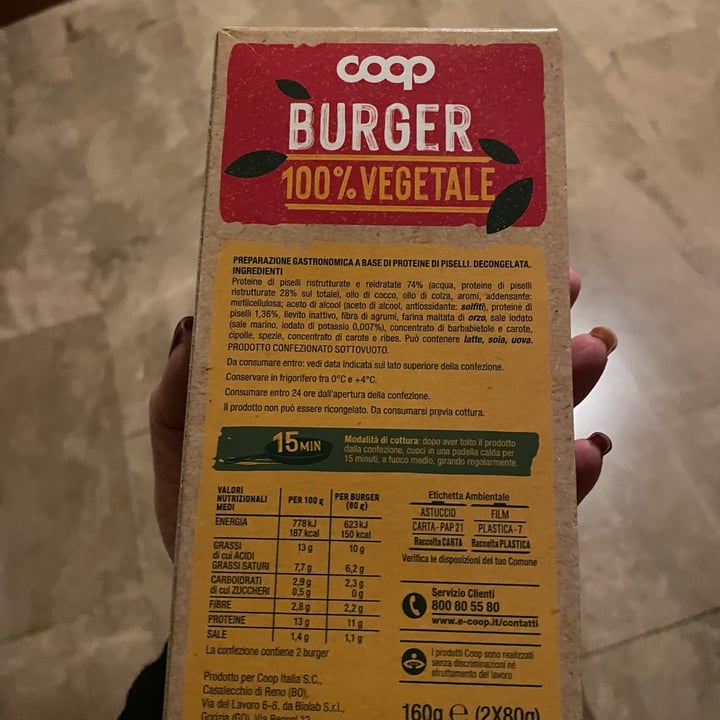 coop
BURGER
100% VEGETALE
PREPARAZIONE GASTRONOMICA A BASE DI PROTEINE DI PISELLI. DECONGELATA.
INGREDIENTI
Proteine di piselli ristrutturate e reidratate 74% (acqua, proteine di piselli
ristrutturate 28% sul totale), olio di cocco, olio di colza, aromi, addensante:
metilcellulosa; aceto di alcool (aceto di alcool, antiossidante: solfiti), proteine di
piselli 1,36%, lievito inattivo, fibra di agrumi, farina maltata di orzo, sale iodato
(sale marino, iodato di potassio 0,007%), concentrato di barbabietole e carote,
cipolle, spezie, concentrato di carote e ribes. Può contenere latte, soia, uova.
PRODOTTO CONFEZIONATO SOTTOVUOTO.
Da consumare entro: vedi data indicata sul lato superiore della confezione.
Conservare in frigorifero tra 0°C e +4°C.
Consumare entro 24 ore dall'apertura della confezione.
Il prodotto non può essere ricongelato. Da consumarsi previa cottura.
15 MIN
Modalità di cottura: dopo aver tolto il prodotto
dalla confezione, cuoci in una padella calda per
15 minuti, a fuoco medio, girando regolarmente.
VALORI
NUTRIZIONALI
MEDI
PER 100 g
PER BURGER
(80 g)
ENERGIA
778 kJ
187 kcal
623 kJ
150 kcal
GRASSI 13 g 10 g
di cui ACIDI
GRASSI SATURI 7,7 g 6,2 g
CARBOIDRATI 2,9 g 2,3 g
di cui ZUCCHERI 0,5 g 0 g
FIBRE 2,8 g 2,2 g
PROTEINE 13 g 11 g
SALE 1,4 g 1,1 g
La confezione contiene 2 burger
Etichetta Ambientale
ASTUCCIO FILM
CARTA-PAP 21 PLASTICA-7
Raccolta CARTA Raccolta PLASTICA
Verifica le disposizioni del tuo Comune
Servizio Clienti
800 80 55 80
www.e-coop.it/contatti
I prodotti Coop sono realizzati
senza discriminazioni né
sfruttamento del lavoro
Prodotto per Coop Italia S.C.,
Casalecchio di Reno (BO),
Via del Lavoro 6-8, da Biolab S.r.l.,
Gorizia (GO), Via
160g e (2X80g)